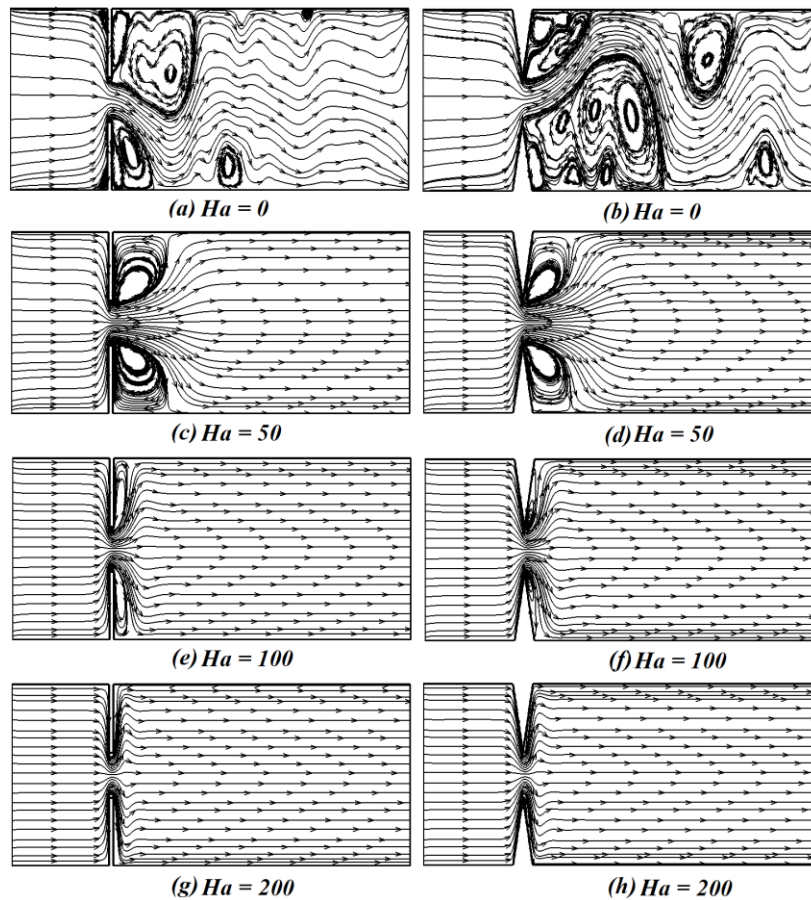 (a) Ha = 0
(b) Ha = 0
(c) Ha = 50
(d) Ha = 50
(e) Ha = 100
(f) Ha = 100
(g) Ha = 200
(h) Ha = 200